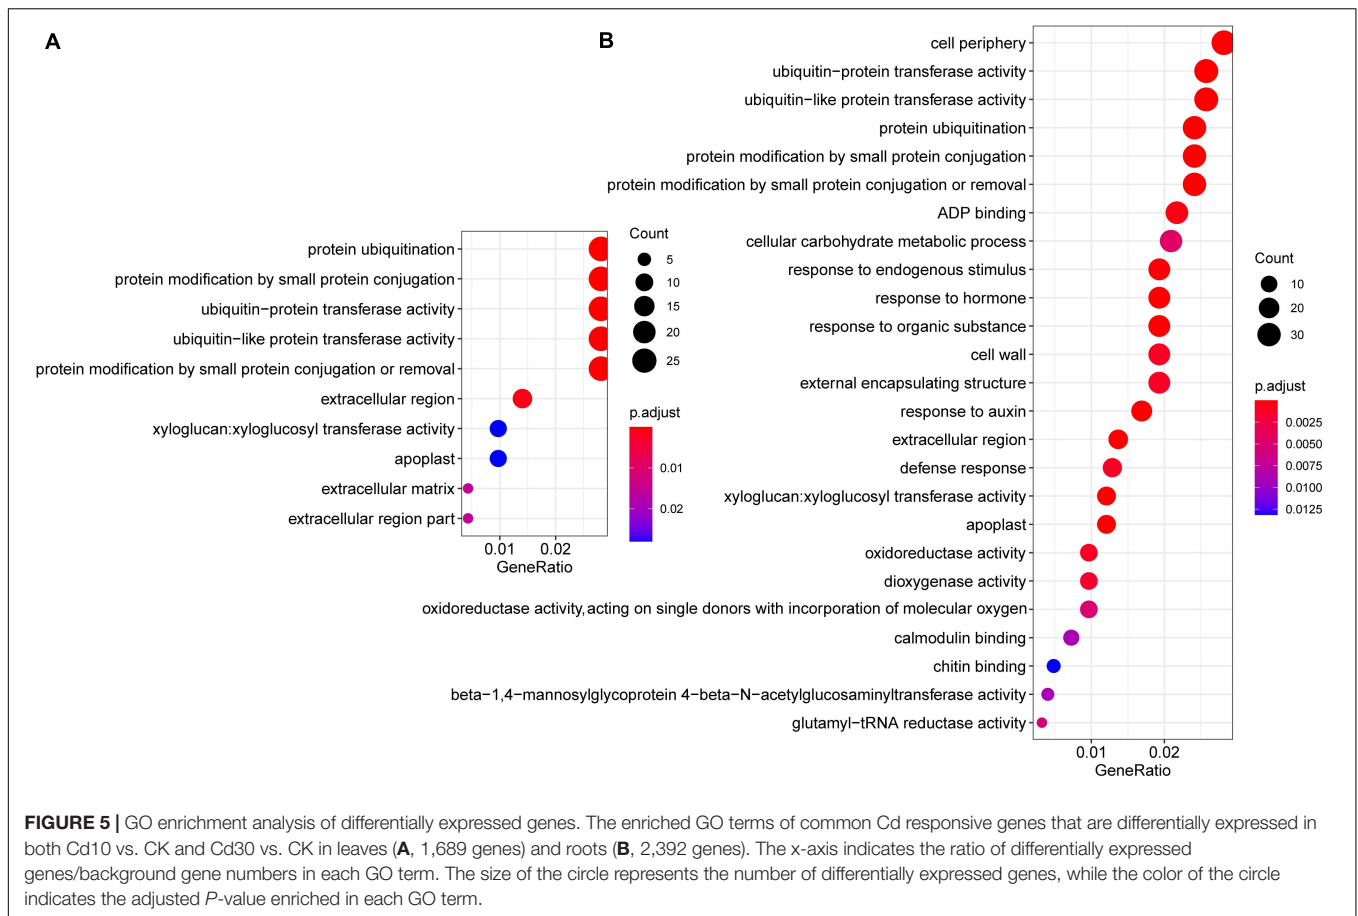 A
protein ubiquitination
protein modification by small protein conjugation
ubiquitin−protein transferase activity
ubiquitin−like protein transferase activity
protein modification by small protein conjugation or removal
extracellular region
xyloglucan:xyloglucosyl transferase activity
apoplast
extracellular matrix
extracellular region part
0.01 0.02
GeneRatio
Count
5
10
15
20
25
p.adjust
0.01
0.02
B
cell periphery
ubiquitin−protein transferase activity
ubiquitin−like protein transferase activity
protein ubiquitination
protein modification by small protein conjugation
protein modification by small protein conjugation or removal
ADP binding
cellular carbohydrate metabolic process
response to endogenous stimulus
response to hormone
response to organic substance
cell wall
external encapsulating structure
response to auxin
extracellular region
defense response
xyloglucan:xyloglucosyl transferase activity
apoplast
oxidoreductase activity
dioxygenase activity
oxidoreductase activity,acting on single donors with incorporation of molecular oxygen
calmodulin binding
chitin binding
beta−1,4−mannosylglycoprotein 4−beta−N−acetylglucosaminyltransferase activity
glutamyl−tRNA reductase activity
0.01 0.02
GeneRatio
Count
10
20
30
p.adjust
0.0025
0.0050
0.0075
0.0100
0.0125
FIGURE 5 | GO enrichment analysis of differentially expressed genes. The enriched GO terms of common Cd responsive genes that are differentially expressed in
both Cd10 vs. CK and Cd30 vs. CK in leaves (A, 1,689 genes) and roots (B, 2,392 genes). The x-axis indicates the ratio of differentially expressed
genes/background gene numbers in each GO term. The size of the circle represents the number of differentially expressed genes, while the color of the circle
indicates the adjusted P-value enriched in each GO term.